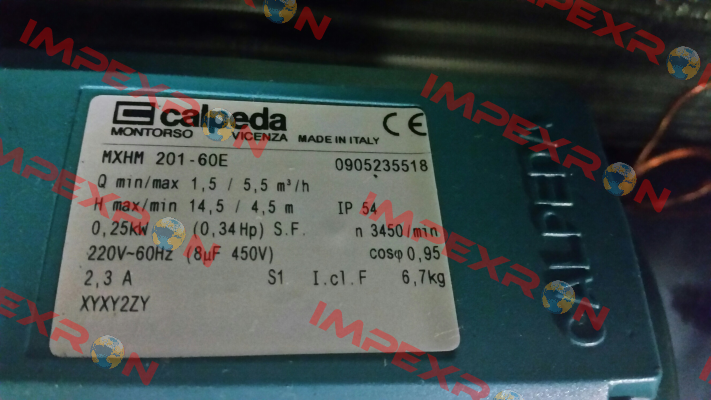 calpeda
MONTORSO VICENZA MADE IN ITALY
CE
MXHM 201-60E 0905235518
Q min/max 1,5 / 5,5 m³/h
H max/min 14,5 / 4,5 m IP 54
0,25kW (0,34Hp) S.F. n 3450/min
220V~60Hz (8µF 450V) cosφ 0,95
2,3 A S1 I.cl.F 6,7kg
XYXY2ZY
CALPEDA
IMPEXRON
IMPEXRON
IMPEXRON
IMPEXRON
IMPEXRON